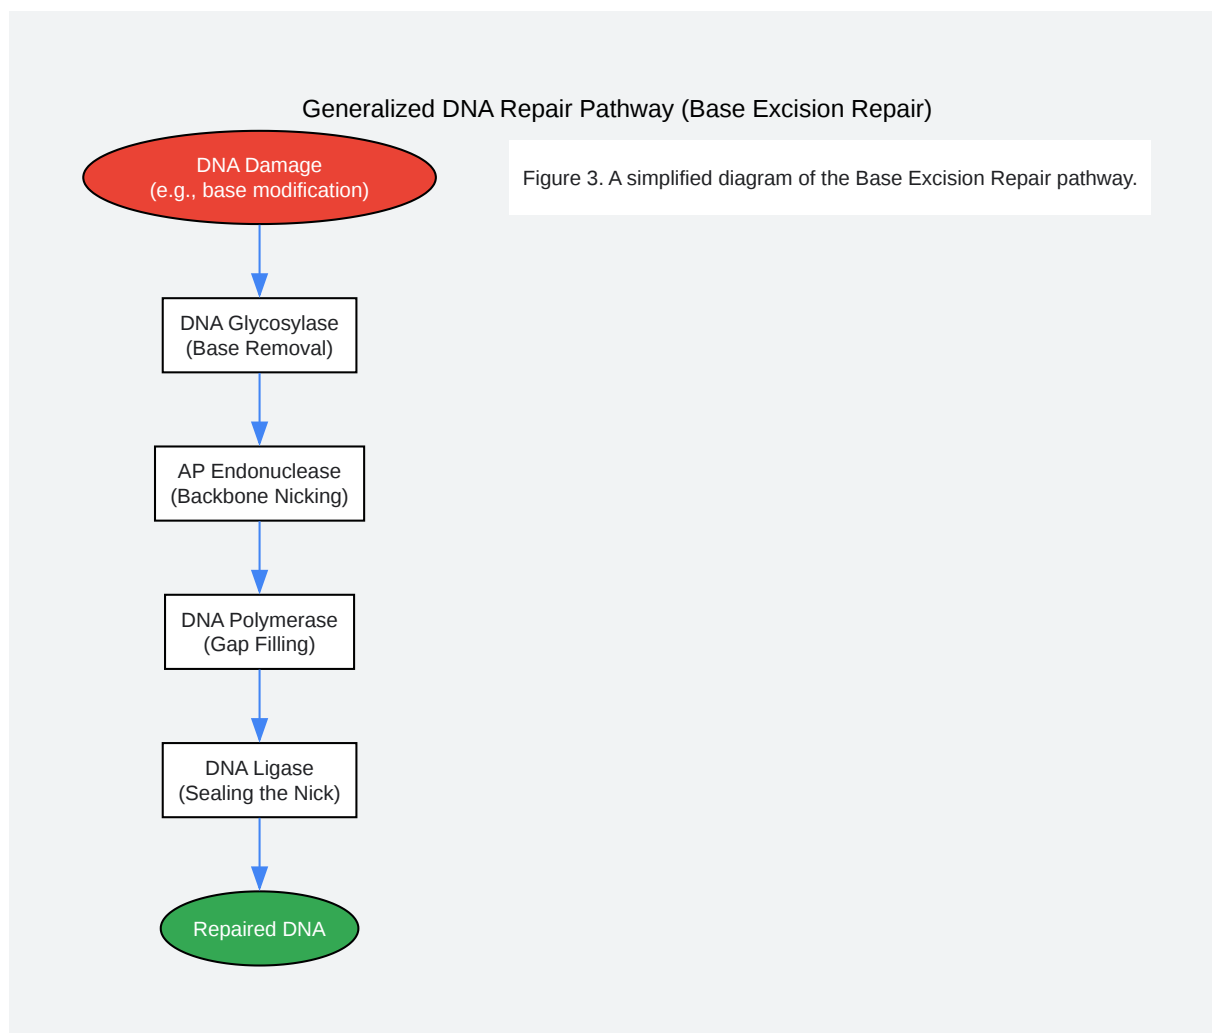 Generalized DNA Repair Pathway (Base Excision Repair)
DNA Damage
(e.g., base modification)
Figure 3. A simplified diagram of the Base Excision Repair pathway.
DNA Glycosylase
(Base Removal)
AP Endonuclease
(Backbone Nicking)
DNA Polymerase
(Gap Filling)
DNA Ligase
(Sealing the Nick)
Repaired DNA